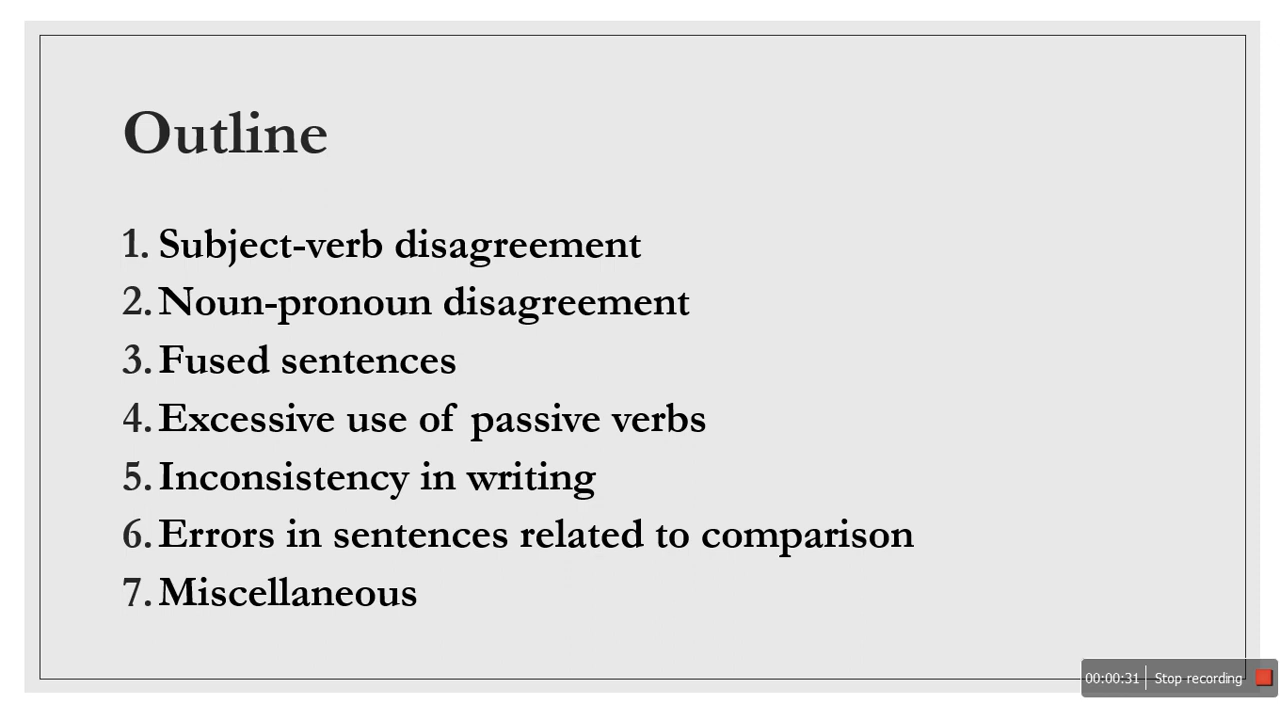 Outline
1. Subject-verb disagreement
2. Noun-pronoun disagreement
3. Fused sentences
4. Excessive use of passive verbs
5. Inconsistency in writing
6. Errors in sentences related to comparison
7. Miscellaneous
00:00:31 Stop recording